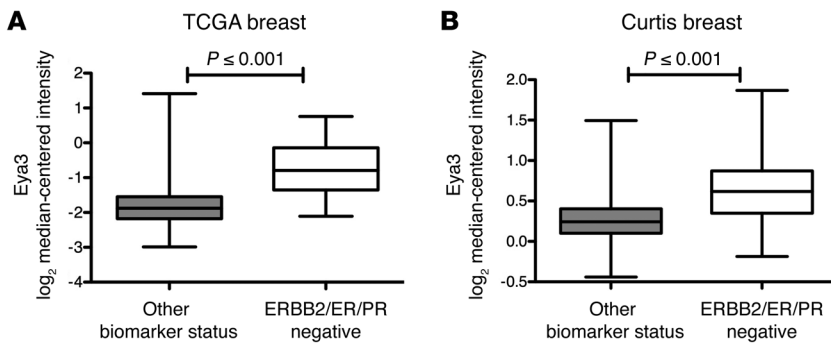 A
TCGA breast
P ≤ 0.001
Eya3
log2 median-centered intensity
2
1
0
-1
-2
-3
-4
Other
biomarker status
ERBB2/ER/PR
negative
B
Curtis breast
P ≤ 0.001
Eya3
log2 median-centered intensity
2.0
1.5
1.0
0.5
0.0
-0.5
Other
biomarker status
ERBB2/ER/PR
negative